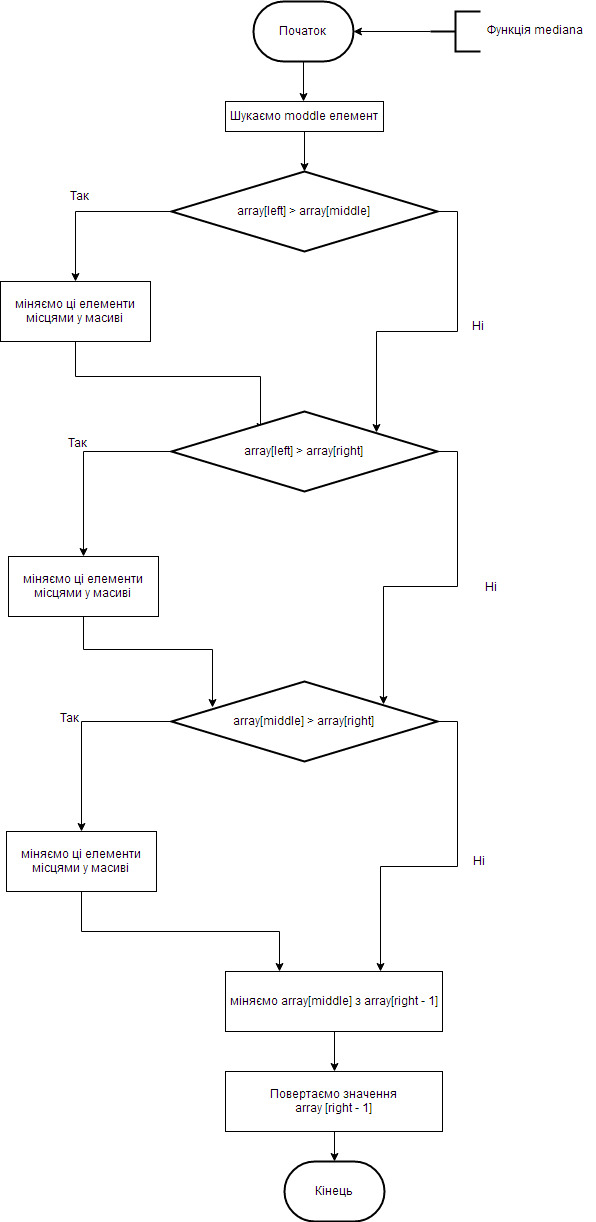 Початок
Функція mediana
Шукаємо moddle елемент
Так
array[left] > array[middle]
міняємо ці елементи
місцями у масиві
Ні
Так
array[left] > array[right]
міняємо ці елементи
місцями у масиві
Ні
Так
array[middle] > array[right]
міняємо ці елементи
місцями у масиві
Ні
міняємо array[middle] з array[right - 1]
Повертаємо значення
array [right - 1]
Кінець